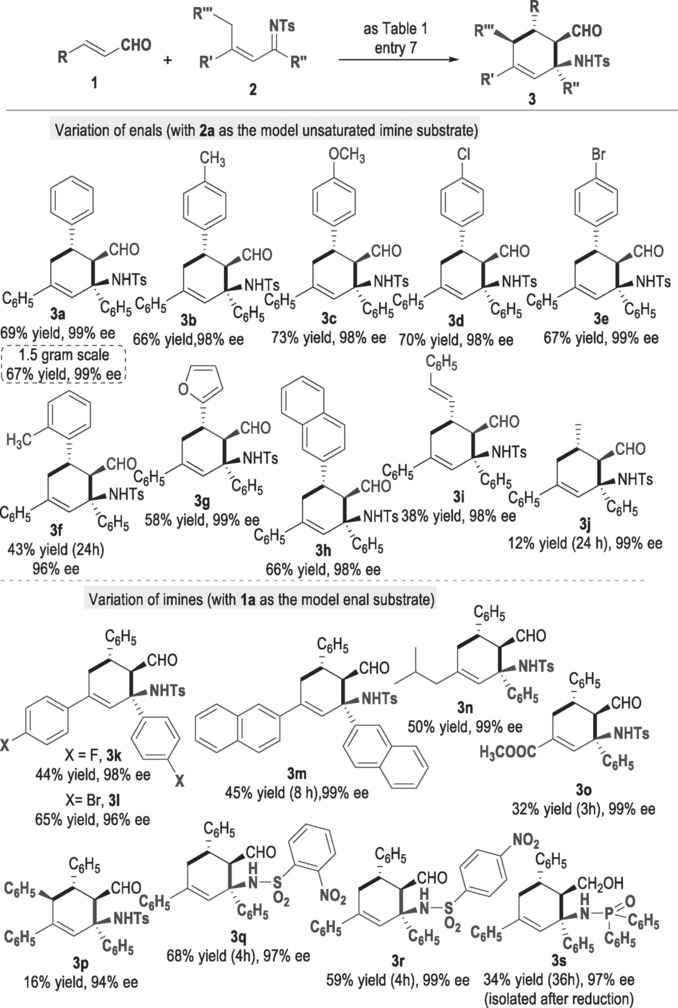 R CHO
1
+
R''' NTs
R' R''
2
as Table 1
entry 7
R
R''' CHO
NHTs
R' R''
3
Variation of enals (with 2a as the model unsaturated imine substrate)
CHO
NHTs
C6H5 C6H5
3a
69% yield, 99% ee
1.5 gram scale
67% yield, 99% ee
CH3
CHO
NHTs
C6H5 C6H5
3b
66% yield,98% ee
OCH3
CHO
NHTs
C6H5 C6H5
3c
73% yield, 98% ee
Cl
CHO
NHTs
C6H5 C6H5
3d
70% yield, 98% ee
Br
CHO
NHTs
C6H5 C6H5
3e
67% yield, 99% ee
H3C
CHO
NHTs
C6H5 C6H5
3f
43% yield (24h)
96% ee
O
CHO
NHTs
C6H5 C6H5
3g
58% yield, 99% ee
CHO
NHTs
C6H5 C6H5
3h
66% yield, 98% ee
C6H5
CHO
NHTs
C6H5 C6H5
3i
38% yield, 98% ee
CHO
NHTs
C6H5 C6H5
3j
12% yield (24 h), 99% ee
Variation of imines (with 1a as the model enal substrate)
C6H5
CHO
NHTs
X
X
X = F, 3k
44% yield, 98% ee
X= Br, 3l
65% yield, 96% ee
C6H5
CHO
NHTs
3m
45% yield (8 h),99% ee
C6H5
CHO
NHTs
C6H5
3n
50% yield, 99% ee
C6H5
CHO
NHTs
CH3OOC C6H5
3o
32% yield (3h), 99% ee
C6H5
C6H5 CHO
NHTs
C6H5 C6H5
3p
16% yield, 94% ee
C6H5
CHO
H
N S
O2
NO2
C6H5 C6H5
3q
68% yield (4h), 97% ee
C6H5
CHO
H
N S
O2
NO2
C6H5 C6H5
3r
59% yield (4h), 99% ee
C6H5
CH2OH
H
N P O
C6H5
C6H5
C6H5 C6H5
3s
34% yield (36h), 97% ee
(isolated after reduction)